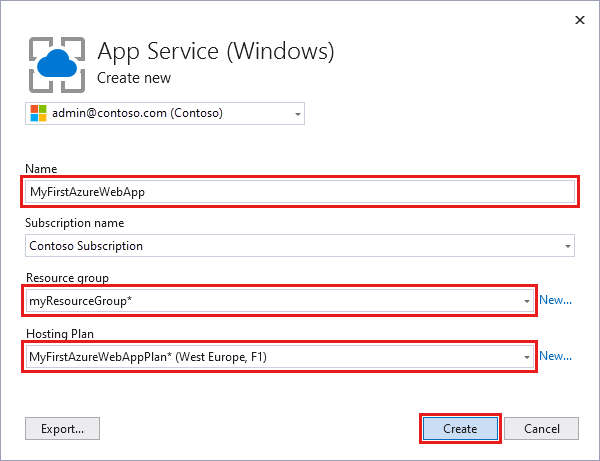 App Service (Windows)
Create new
admin@contoso.com (Contoso)
Name
MyFirstAzureWebApp
Subscription name
Contoso Subscription
Resource group
myResourceGroup*
New...
Hosting Plan
MyFirstAzureWebAppPlan* (West Europe, F1)
New...
Export...
Create
Cancel